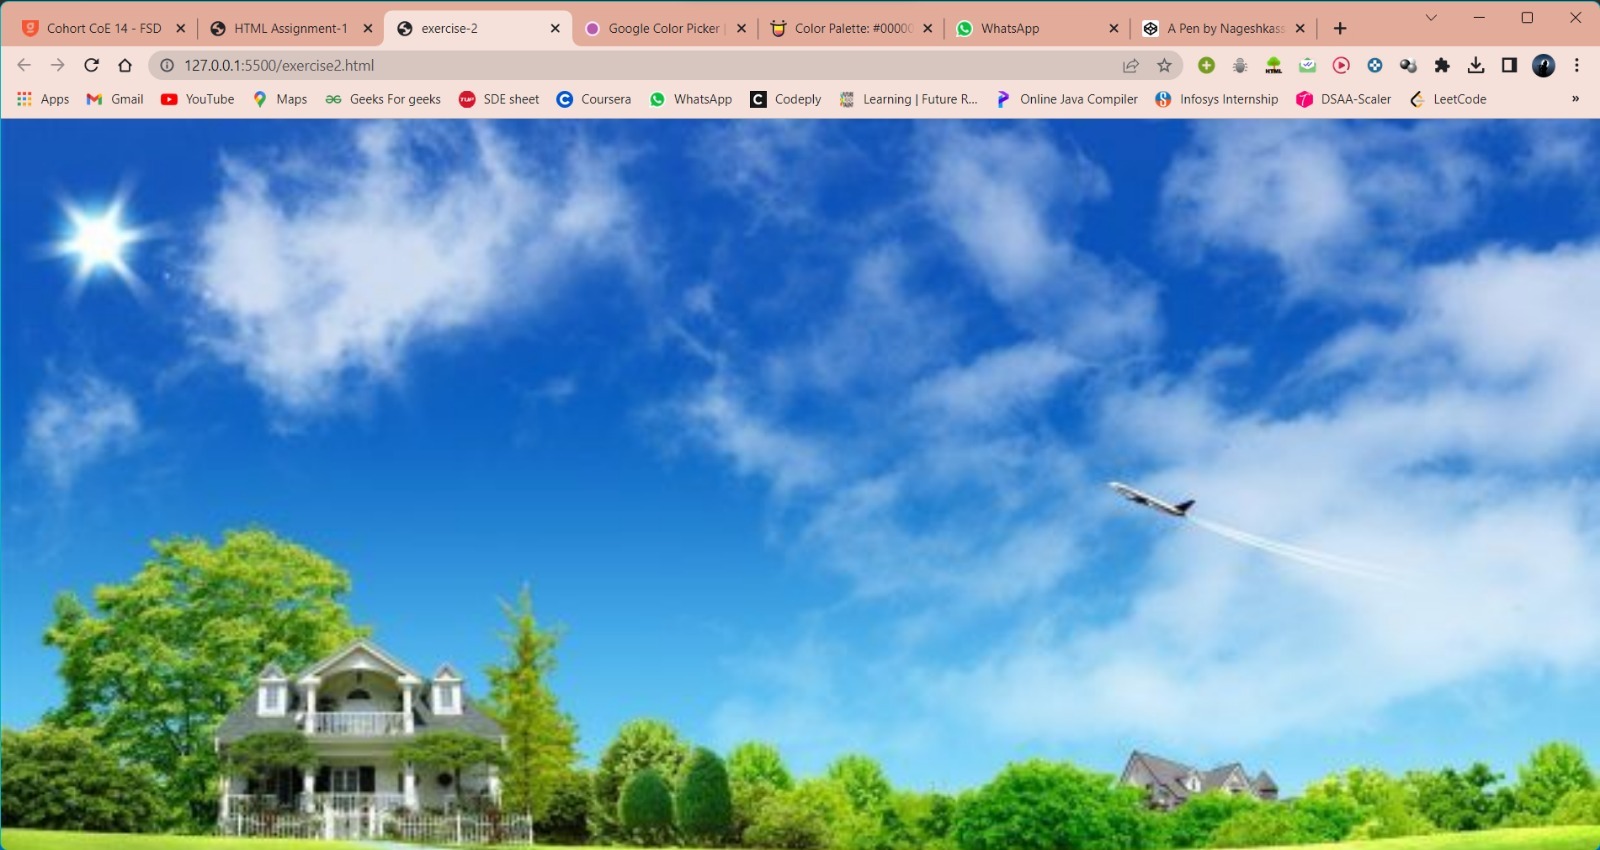 Cohort CoE 14 - FSD HTML Assignment-1 exercise-2 Google Color Picker Color Palette: #0000 WhatsApp A Pen by Nageshkass
127.0.0.1:5500/exercise2.html
Apps Gmail YouTube Maps Geeks For geeks SDE sheet Coursera WhatsApp Codeply Learning | Future R... Online Java Compiler Infosys Internship DSAA-Scaler LeetCode »